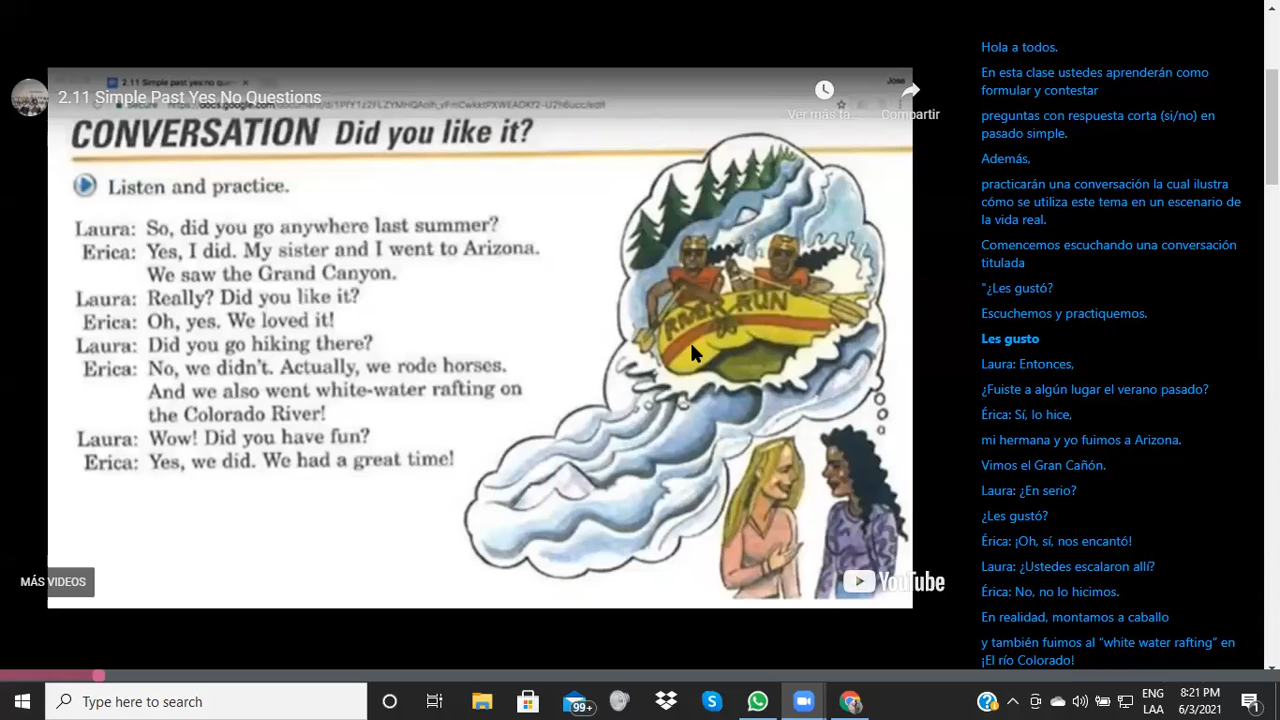 2.11 Simple past yes:no que
Jose
2.11 Simple Past Yes No Questions
Ver más ta...
Compartir
CONVERSATION Did you like it?
Listen and practice.
Laura: So, did you go anywhere last summer?
Erica: Yes, I did. My sister and I went to Arizona.
We saw the Grand Canyon.
Laura: Really? Did you like it?
Erica: Oh, yes. We loved it!
Laura: Did you go hiking there?
Erica: No, we didn't. Actually, we rode horses.
And we also went white-water rafting on
the Colorado River!
Laura: Wow! Did you have fun?
Erica: Yes, we did. We had a great time!
RUN
MÁS VIDEOS
YouTube
Hola a todos.
En esta clase ustedes aprenderán como
formular y contestar
preguntas con respuesta corta (si/no) en
pasado simple.
Además,
practicarán una conversación la cual ilustra
cómo se utiliza este tema en un escenario de
la vida real.
Comencemos escuchando una conversación
titulada
"¿Les gustó?
Escuchemos y practiquemos.
Les gusto
Laura: Entonces,
¿Fuiste a algún lugar el verano pasado?
Érica: Sí, lo hice,
mi hermana y yo fuimos a Arizona.
Vimos el Gran Cañón.
Laura: ¿En serio?
¿Les gustó?
Érica: ¡Oh, sí, nos encantó!
Laura: ¿Ustedes escalaron allí?
Érica: No, no lo hicimos.
En realidad, montamos a caballo
y también fuimos al “white water rafting” en
¡El río Colorado!
Type here to search
99+
ENG
LAA
8:21 PM
6/3/2021
1